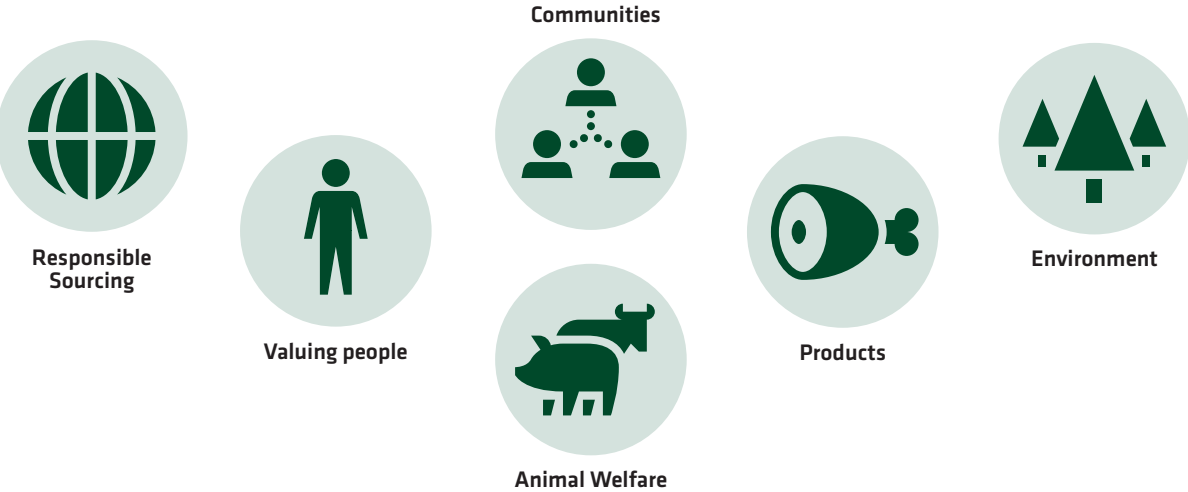 Communities
Responsible
Sourcing
Environment
Valuing people
Products
Animal Welfare